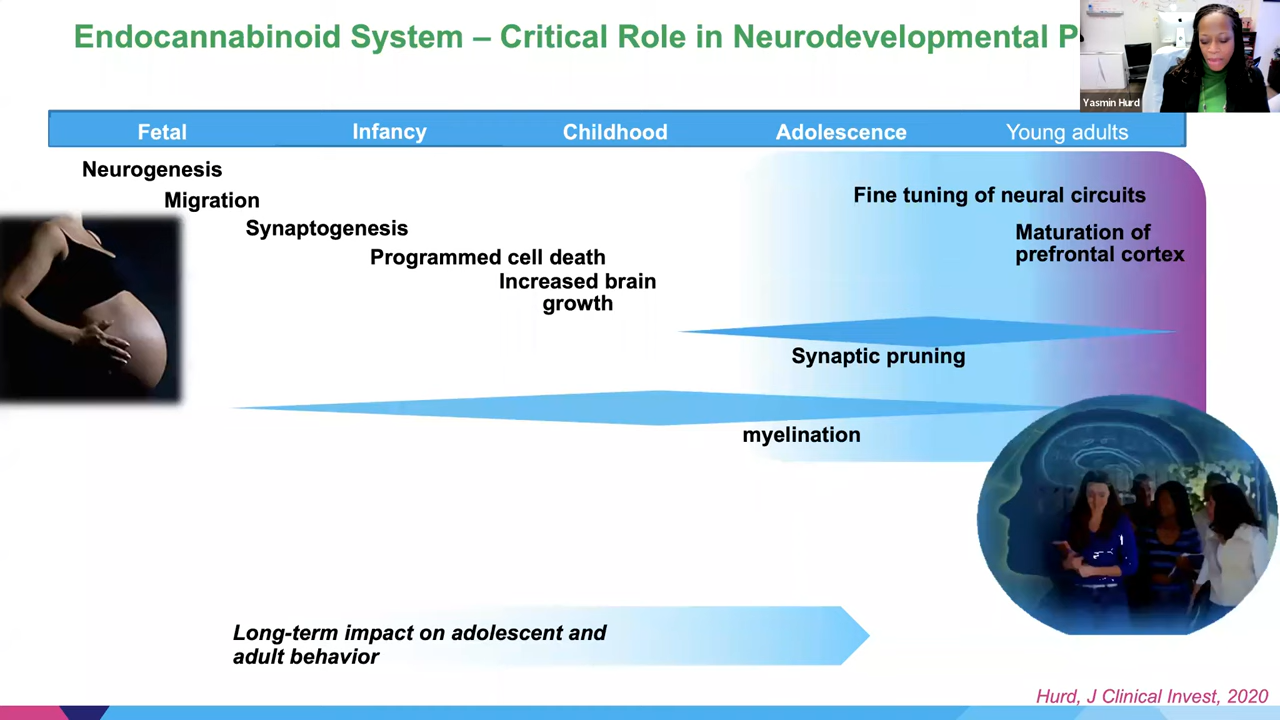 Endocannabinoid System – Critical Role in Neurodevelopmental P
Yasmin Hurd
Fetal Infancy Childhood Adolescence Young adults
Neurogenesis
Migration
Synaptogenesis
Programmed cell death
Increased brain
growth
Fine tuning of neural circuits
Maturation of
prefrontal cortex
Synaptic pruning
myelination
Long-term impact on adolescent and
adult behavior
Hurd, J Clinical Invest, 2020